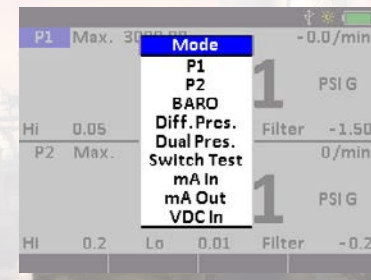 P1 Max. 3000.00 -0.0/min
Mode
P1
P2
BARO
Diff. Pres.
Dual Pres.
Switch Test
mA In
mA Out
VDC In
1 PSI G
Hi 0.05 Filter -1.50
P2 Max. 0/min
1 PSI G
HI 0.2 Lo 0.01 Filter -0.2